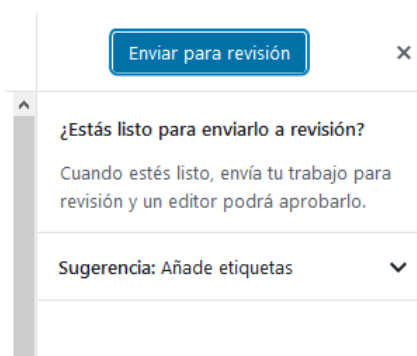 Enviar para revisión
¿Estás listo para enviarlo a revisión?
Cuando estés listo, envía tu trabajo para
revisión y un editor podrá aprobarlo.
Sugerencia: Añade etiquetas